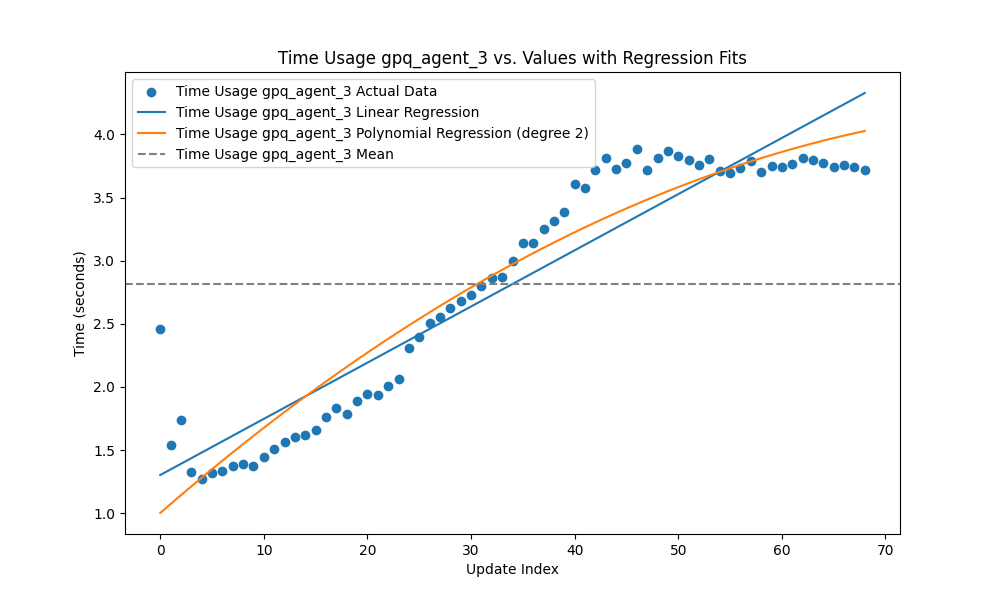 Time Usage gpq_agent_3 vs. Values with Regression Fits
Time Usage gpq_agent_3 Actual Data
Time Usage gpq_agent_3 Linear Regression
Time Usage gpq_agent_3 Polynomial Regression (degree 2)
Time Usage gpq_agent_3 Mean
Time (seconds)
4.0
3.5
3.0
2.5
2.0
1.5
1.0
0 10 20 30 40 50 60 70
Update Index